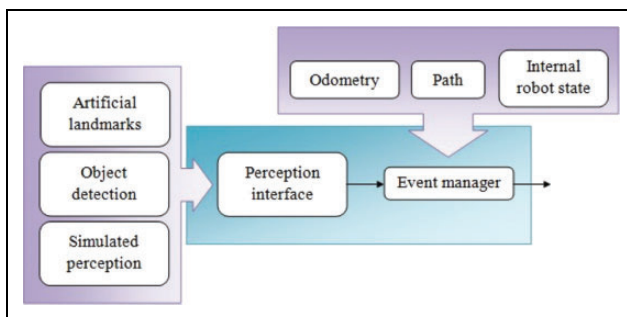 Artificial
landmarks
Object
detection
Simulated
perception
Perception
interface
Odometry
Path
Internal
robot state
Event manager